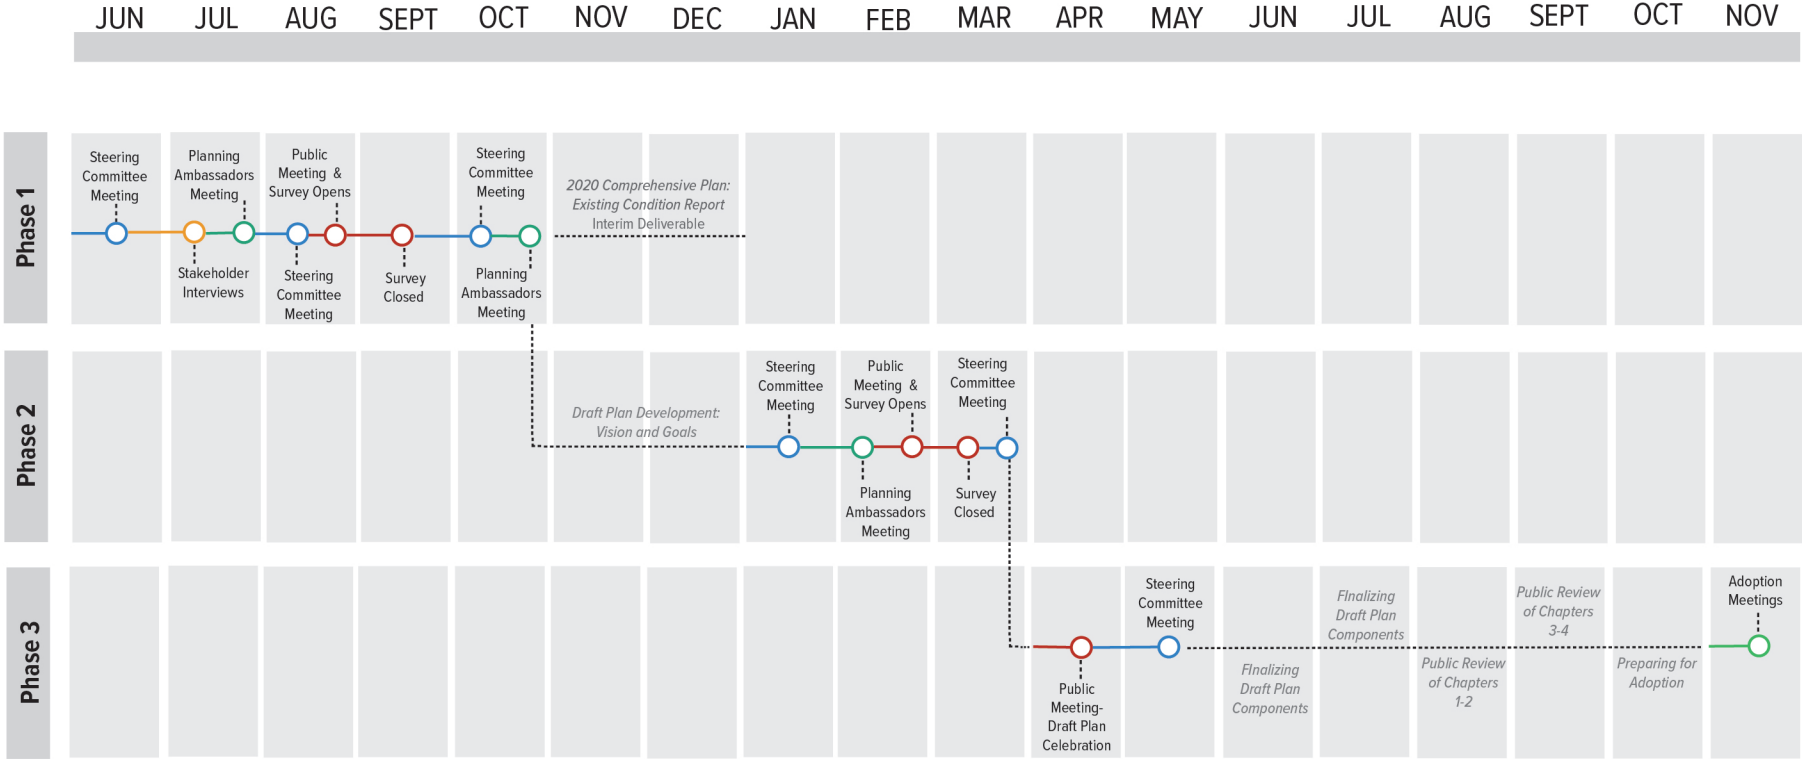 JUN JUL AUG SEPT OCT NOV DEC JAN FEB MAR APR MAY JUN JUL AUG SEPT OCT NOV
Phase 1
Steering
Committee
Meeting
Stakeholder
Interviews
Planning
Ambassadors
Meeting
Steering
Committee
Meeting
Public
Meeting &
Survey Opens
Survey
Closed
Steering
Committee
Meeting
Planning
Ambassadors
Meeting
2020 Comprehensive Plan:
Existing Condition Report
Interim Deliverable
Phase 2
Draft Plan Development:
Vision and Goals
Steering
Committee
Meeting
Planning
Ambassadors
Meeting
Public
Meeting &
Survey Opens
Survey
Closed
Steering
Committee
Meeting
Phase 3
Public
Meeting-
Draft Plan
Celebration
Steering
Committee
Meeting
FInalizing
Draft Plan
Components
FInalizing
Draft Plan
Components
Public Review
of Chapters
1-2
Public Review
of Chapters
3-4
Preparing for
Adoption
Adoption
Meetings